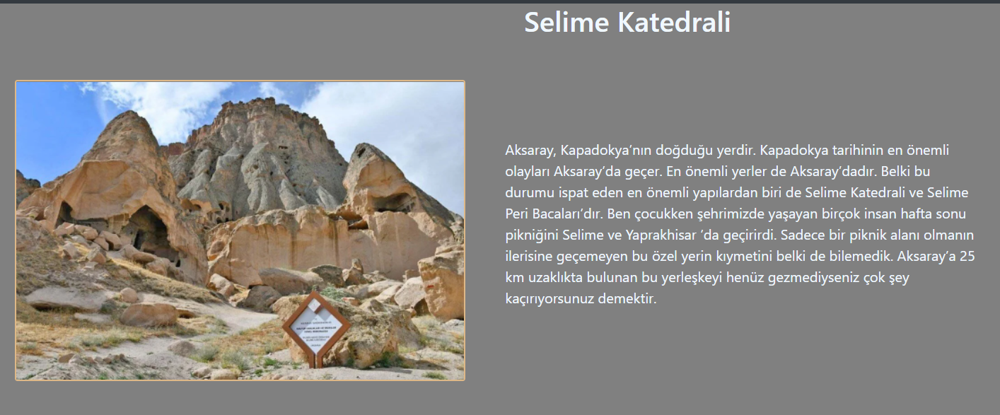 Selime Katedrali
Aksaray, Kapadokya’nın doğduğu yerdir. Kapadokya tarihinin en önemli
olayları Aksaray’da geçer. En önemli yerler de Aksaray’dadır. Belki bu
durumu ispat eden en önemli yapılardan biri de Selime Katedrali ve Selime
Peri Bacaları’dır. Ben çocukken şehrimizde yaşayan birçok insan hafta sonu
pikniğini Selime ve Yaprakhisar ’da geçirirdi. Sadece bir piknik alanı olmanın
ilerisine geçemeyen bu özel yerin kıymetini belki de bilemedik. Aksaray’a 25
km uzaklıkta bulunan bu yerleşkeyi henüz gezmediyseniz çok şey
kaçırıyorsunuz demektir.